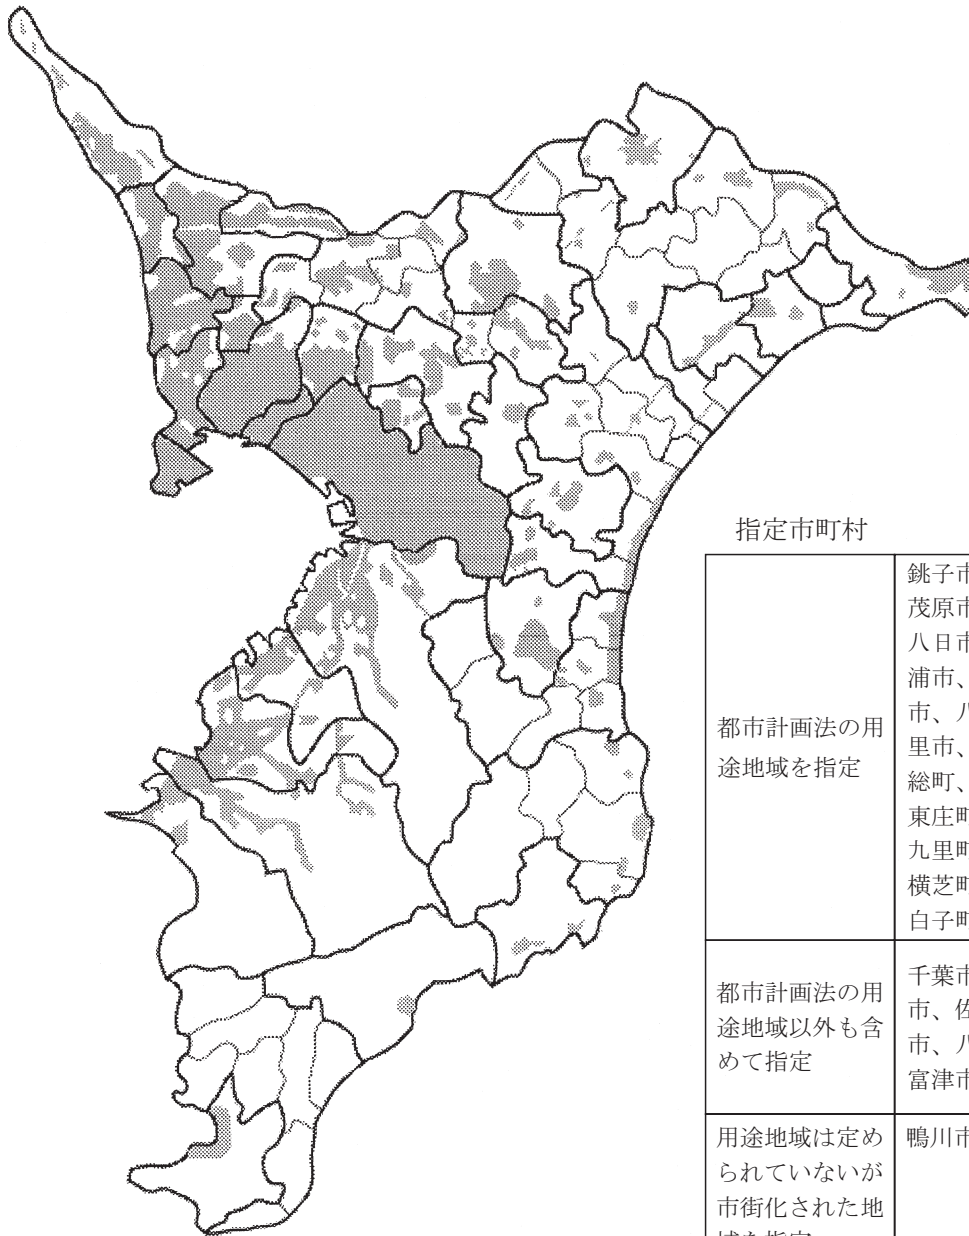 指定市町村
都市計画法の用
途地域を指定
銚子市
茂原市
八日市
浦市、
市、八
里市、
総町、
東庄町
九里町
横芝町
白子町
都市計画法の用
途地域以外も含
めて指定
千葉市
市、佐
市、八
富津市
用途地域は定め
られていないが
市街化された地
域を指定
鴨川市